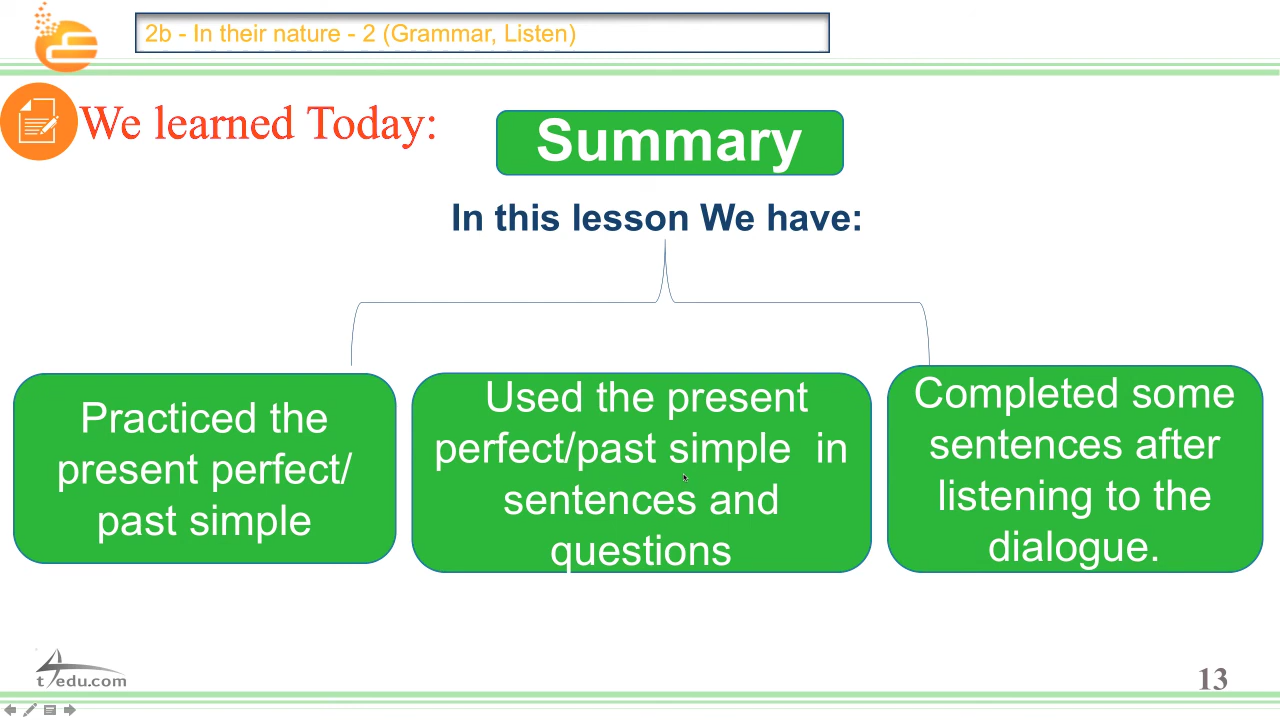 2b - In their nature - 2 (Grammar, Listen)
We learned Today:
Summary
In this lesson We have:
Practiced the
present perfect/
past simple
Used the present
perfect/past simple in
sentences and
questions
Completed some
sentences after
listening to the
dialogue.
t4edu.com
13